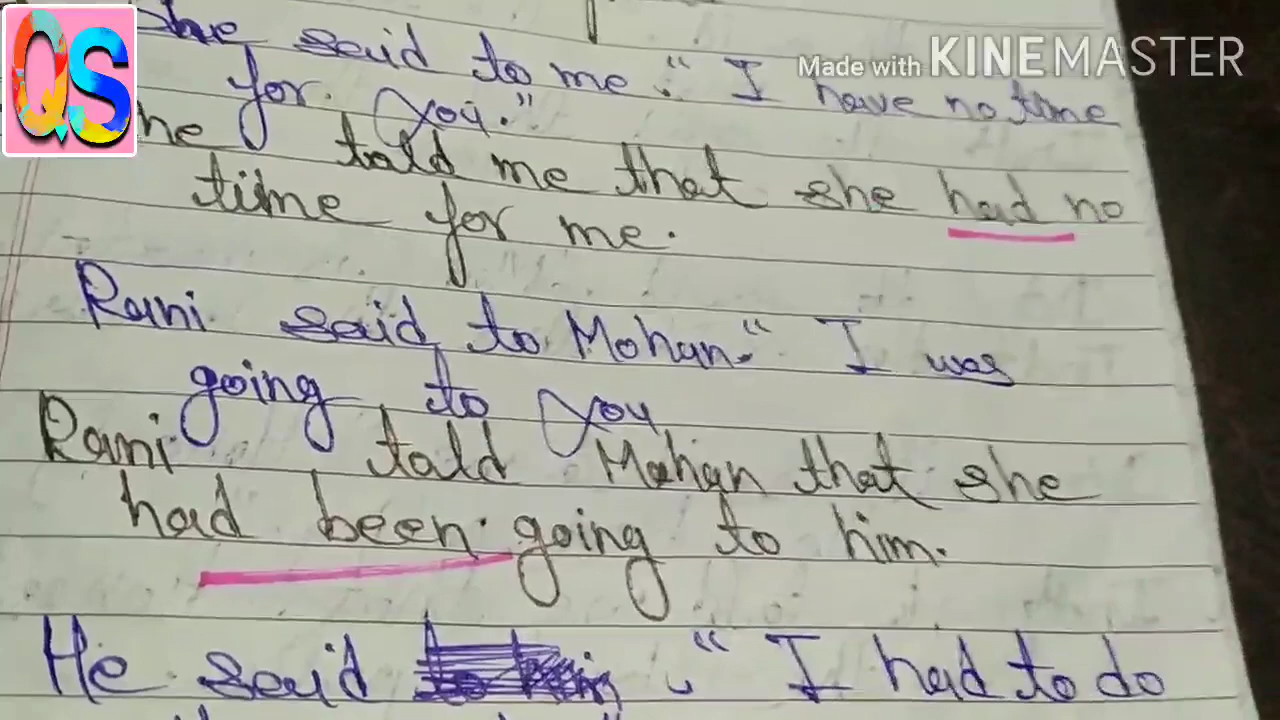 QS
Made with KINEMASTER
She said to me "I have no time
for you."
he told me that she had no
time for me.
Rani said to Mohan. "I was
going to you
Rani told Mohan that she
had been going to him.
He said , "I had to do